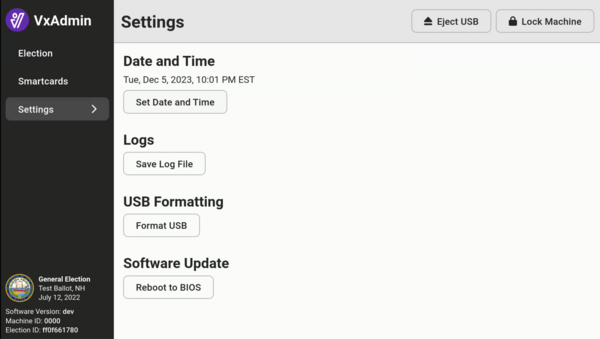 VxAdmin
Election
Smartcards
Settings
General Election
Test Ballot, NH
July 12, 2022
Software Version: dev
Machine ID: 0000
Election ID: ff0f661780
Settings
Eject USB
Lock Machine
Date and Time
Tue, Dec 5, 2023, 10:01 PM EST
Set Date and Time
Logs
Save Log File
USB Formatting
Format USB
Software Update
Reboot to BIOS